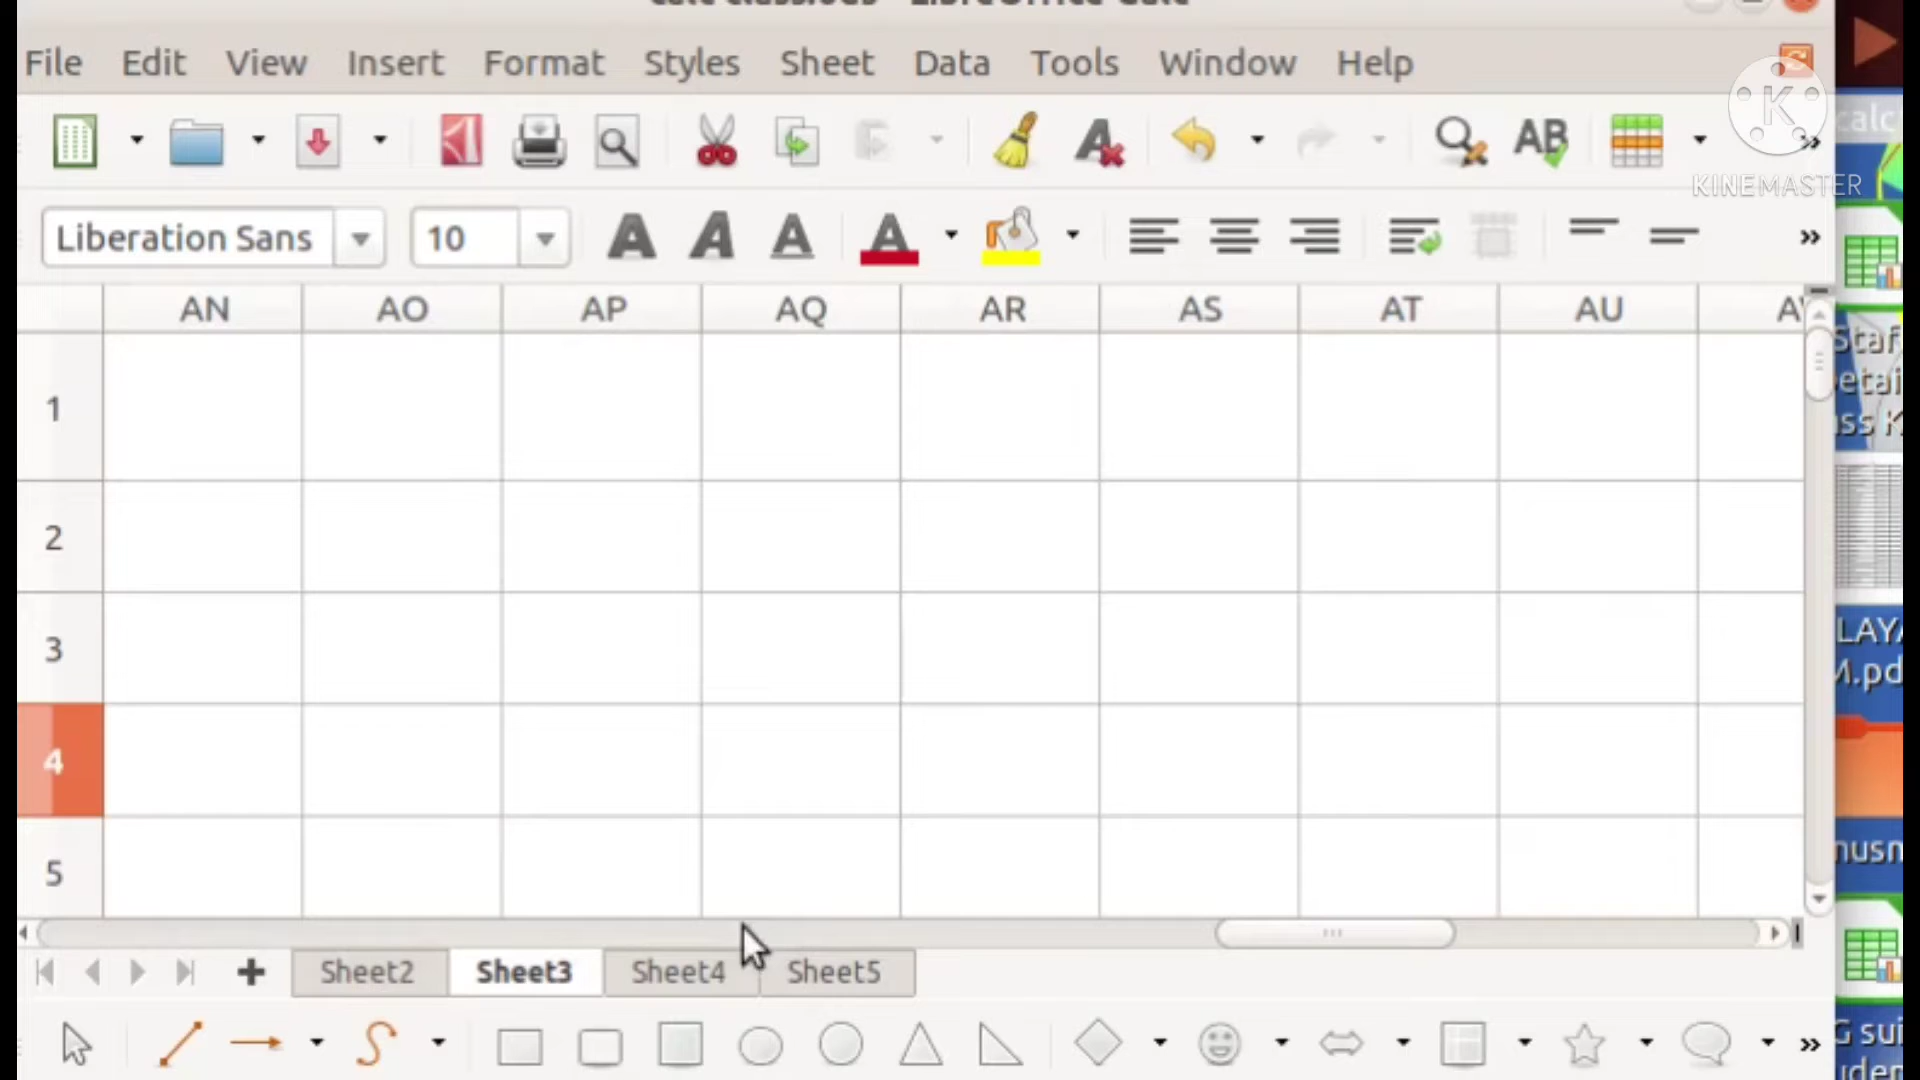 File Edit View Insert Format Styles Sheet Data Tools Window Help
K
KINEMASTER
calc
Liberation Sans 10
AN AO AP AQ AR AS AT AU
1
2
3
4
5
Sheet2 Sheet3 Sheet4 Sheet5